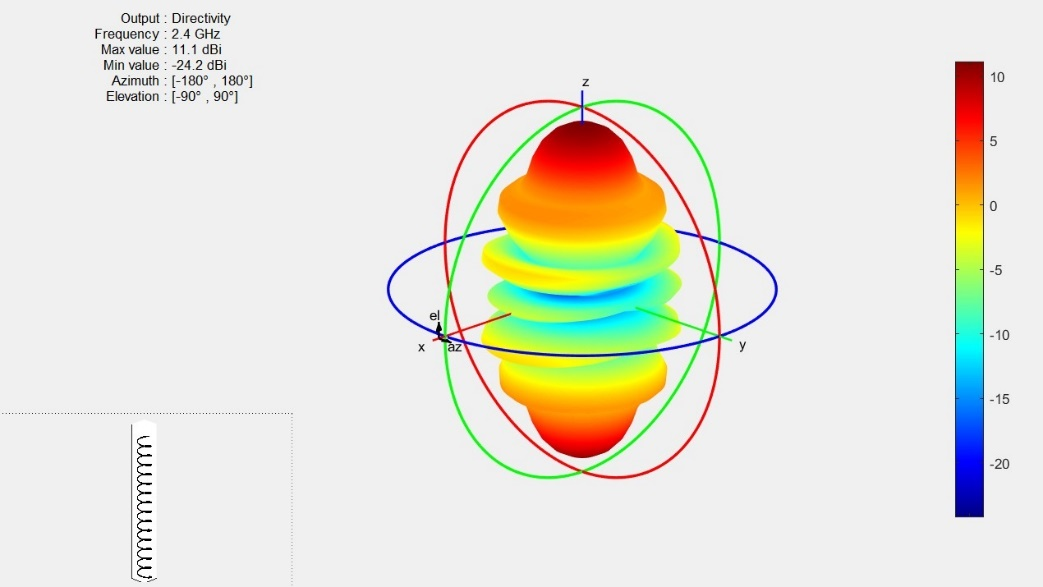 Output : Directivity
Frequency : 2.4 GHz
Max value : 11.1 dBi
Min value : -24.2 dBi
Azimuth : [-180° , 180°]
Elevation : [-90° , 90°]
z
el
x
az
y
10
5
0
-5
-10
-15
-20